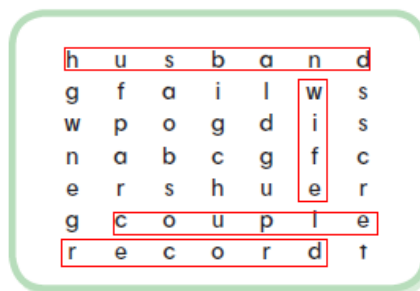 h u s b a n d
g f a i l w s
w p o g d i s
n a b c g f c
e r s h u e r
g c o u p l e
r e c o r d t